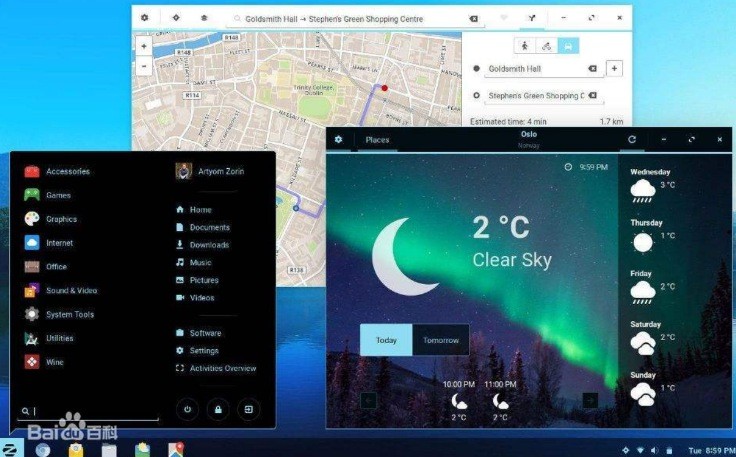 Goldsmith Hall → Stephen's Green Shopping Centre
R148
R148
R114
R138
Trinity College,
Dublin
PEARSE ST
NASSAU ST
Goldsmith Hall
Stephen's Green Shopping C
Estimated time: 4 min
1.7 km
Accessories
Games
Graphics
Internet
Office
Sound & Video
System Tools
Utilities
Wine
Artyom Zorin
Home
Documents
Downloads
Music
Pictures
Videos
Software
Settings
Activities Overview
Places
Oslo
Norway
9:59 PM
2 °C
Clear Sky
Today
Tomorrow
10:00 PM
11:00 PM
2 °C
2 °C
Wednesday
3 °C
Thursday
1 °C
Friday
2 °C
Saturday
2 °C
Sunday
1 °C
Baidu百科
Tue 8:59 PM